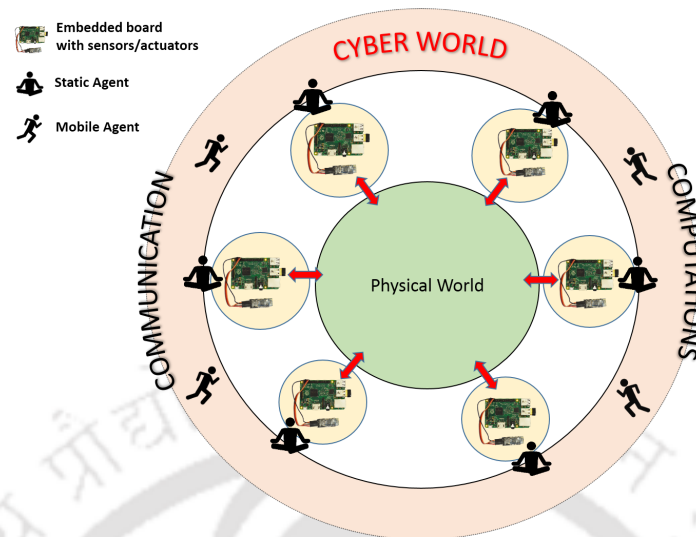 Embedded board
with sensors/actuators
Static Agent
Mobile Agent
CYBER WORLD
COMMUNICATION
COMPUTATIONS
Physical World